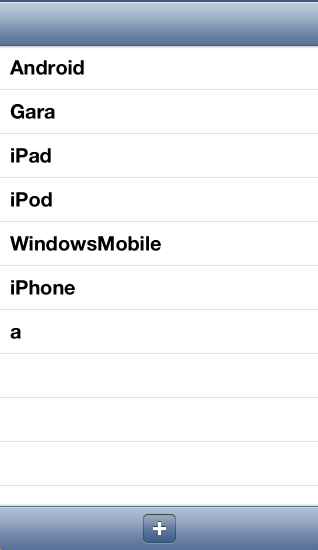 Android
Gara
iPad
iPod
WindowsMobile
iPhone
a
+